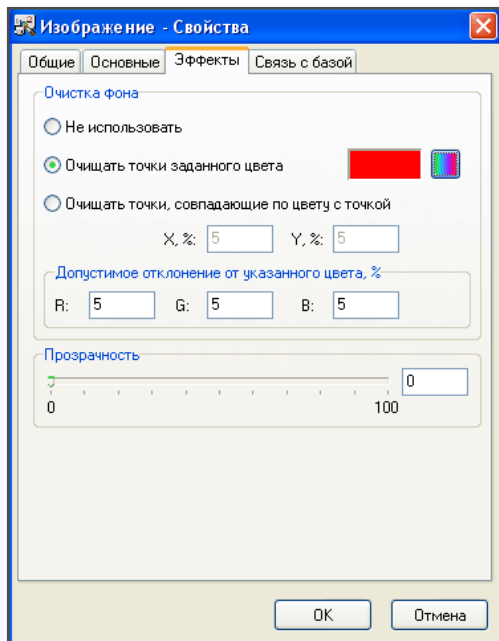 Изображение - Свойства
Общие Основные Эффекты Связь с базой
Очистка фона
Не использовать
Очищать точки заданного цвета
Очищать точки, совпадающие по цвету с точкой
X, %: 5 Y, %: 5
Допустимое отклонение от указанного цвета, %
R: 5 G: 5 B: 5
Прозрачность
0
0 100
OK Отмена